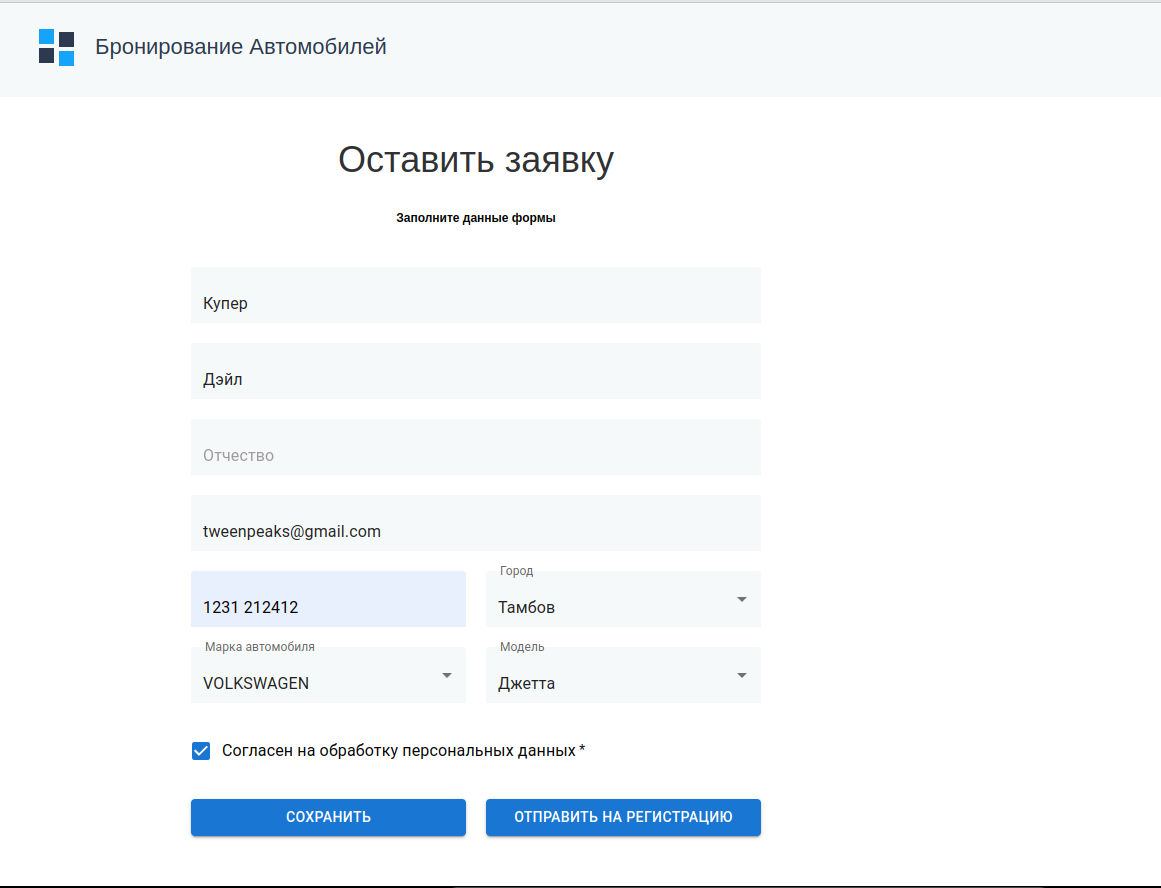 Бронирование Автомобилей
Оставить заявку
Заполните данные формы
Купер
Дэйл
Отчество
tweenpeaks@gmail.com
Город
1231 212412 Тамбов
Марка автомобиля Модель
VOLKSWAGEN Джетта
Согласен на обработку персональных данных *
СОХРАНИТЬ ОТПРАВИТЬ НА РЕГИСТРАЦИЮ